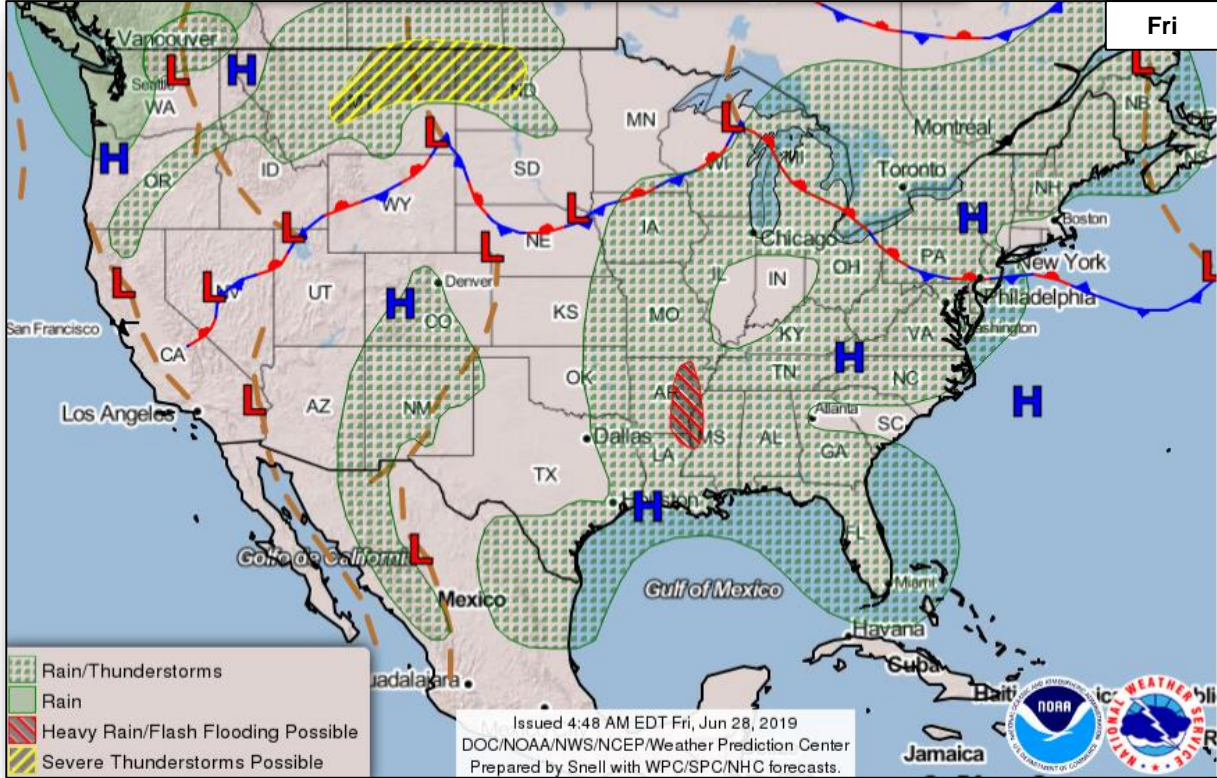 Fri
Vancouver
L
H
Seattle
WA
MT
ND
MN
L
NB
L
NS
Montréal
H
OR
ID
L
SD
WI
MI
Toronto
NH
WY
L
NE
IA
H
Boston
L
L
Chicago
PA
New York
L
L
NV
UT
H
Denver
CO
KS
IL
IN
OH
Philadelphia
L
San Francisco
MO
KY
VA
Washington
CA
H
TN
Los Angeles
L
AZ
NM
OK
AR
NC
H
Atlanta
SC
Dallas
LA
MS
AL
GA
TX
Houston
H
FL
L
Golfo de California
Mexico
Gulf of Mexico
Miami
Havana
Cuba
Rain/Thunderstorms
Rain
Heavy Rain/Flash Flooding Possible
Severe Thunderstorms Possible
uadalajara
Haiti
Jamaica
Issued 4:48 AM EDT Fri, Jun 28, 2019
DOC/NOAA/NWS/NCEP/Weather Prediction Center
Prepared by Snell with WPC/SPC/NHC forecasts.
NOAA
NATIONAL WEATHER SERVICE